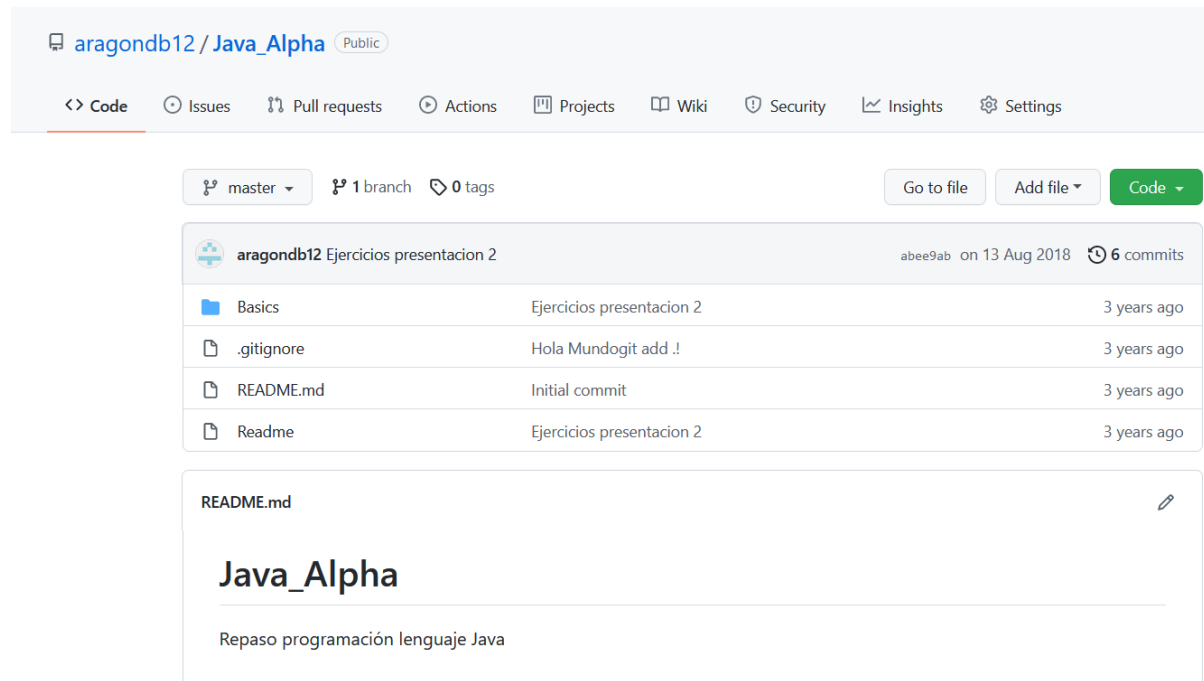 aragondb12 / Java_Alpha Public
Code Issues Pull requests Actions Projects Wiki Security Insights Settings
master 1 branch 0 tags Go to file Add file Code
aragondb12 Ejercicios presentacion 2 abee9ab on 13 Aug 2018 6 commits
Basics Ejercicios presentacion 2 3 years ago
.gitignore Hola Mundogit add .! 3 years ago
README.md Initial commit 3 years ago
Readme Ejercicios presentacion 2 3 years ago
README.md
Java_Alpha
Repaso programación lenguaje Java